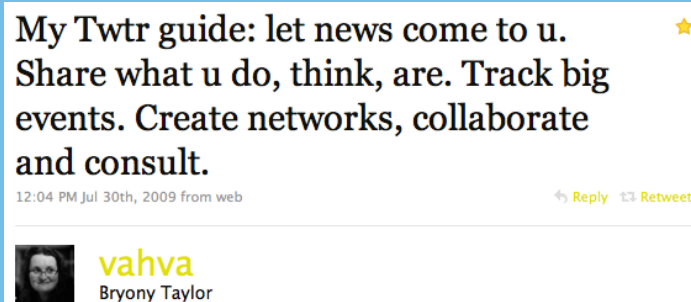 My Twtr guide: let news come to u.
Share what u do, think, are. Track big
events. Create networks, collaborate
and consult.
12:04 PM Jul 30th, 2009 from web
Reply Retweet
vahva
Bryony Taylor